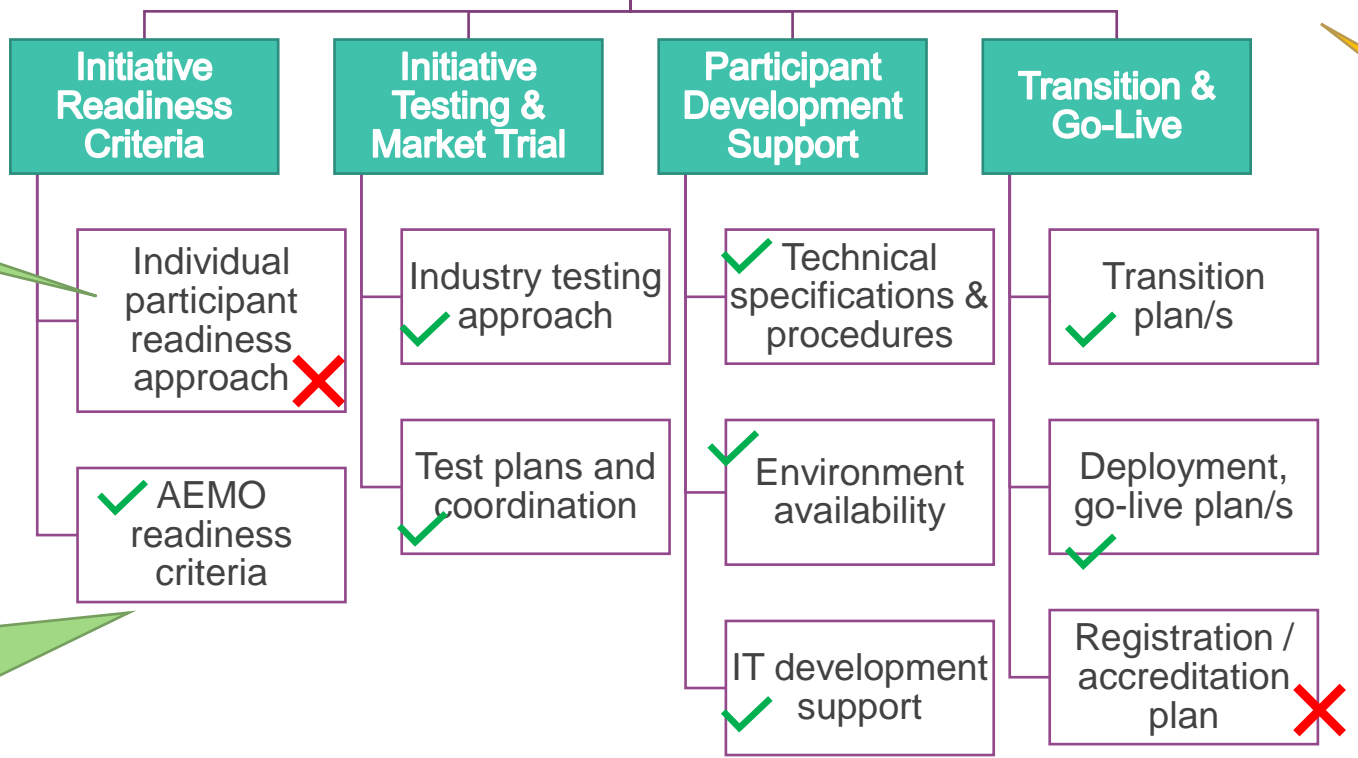 Initiative
Readiness
Criteria
Individual
participant
readiness
approach
AEMO
readiness
criteria
Initiative
Testing &
Market Trial
Industry testing
approach
Test plans and
coordination
Participant
Development
Support
Technical
specifications &
procedures
Environment
availability
IT development
support
Transition &
Go-Live
Transition
plan/s
Deployment,
go-live plan/s
Registration /
accreditation
plan